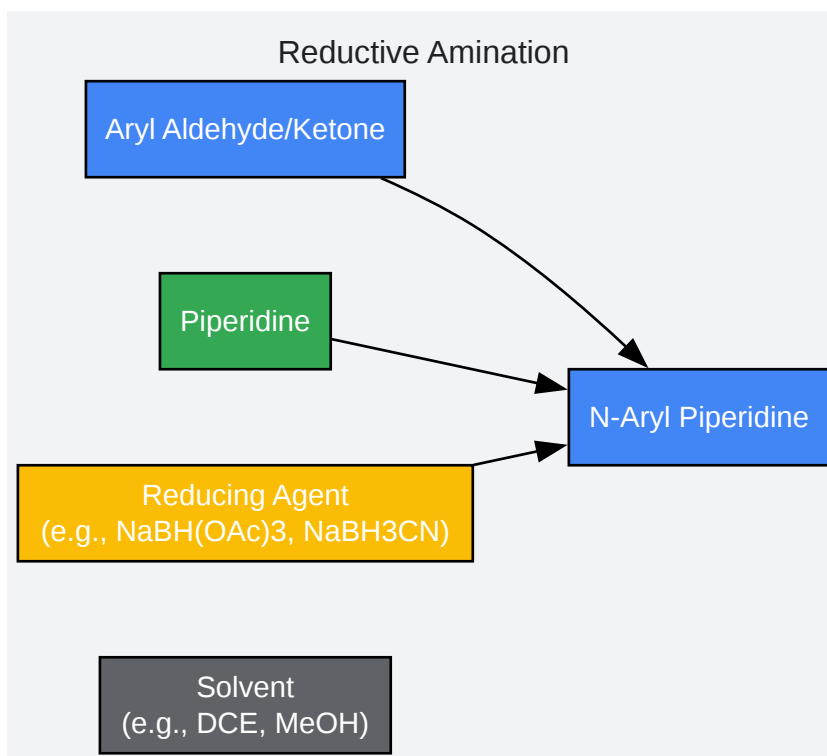 Reductive Amination
Aryl Aldehyde/Ketone
Piperidine
N-Aryl Piperidine
Reducing Agent
(e.g., NaBH(OAc)3, NaBH3CN)
Solvent
(e.g., DCE, MeOH)